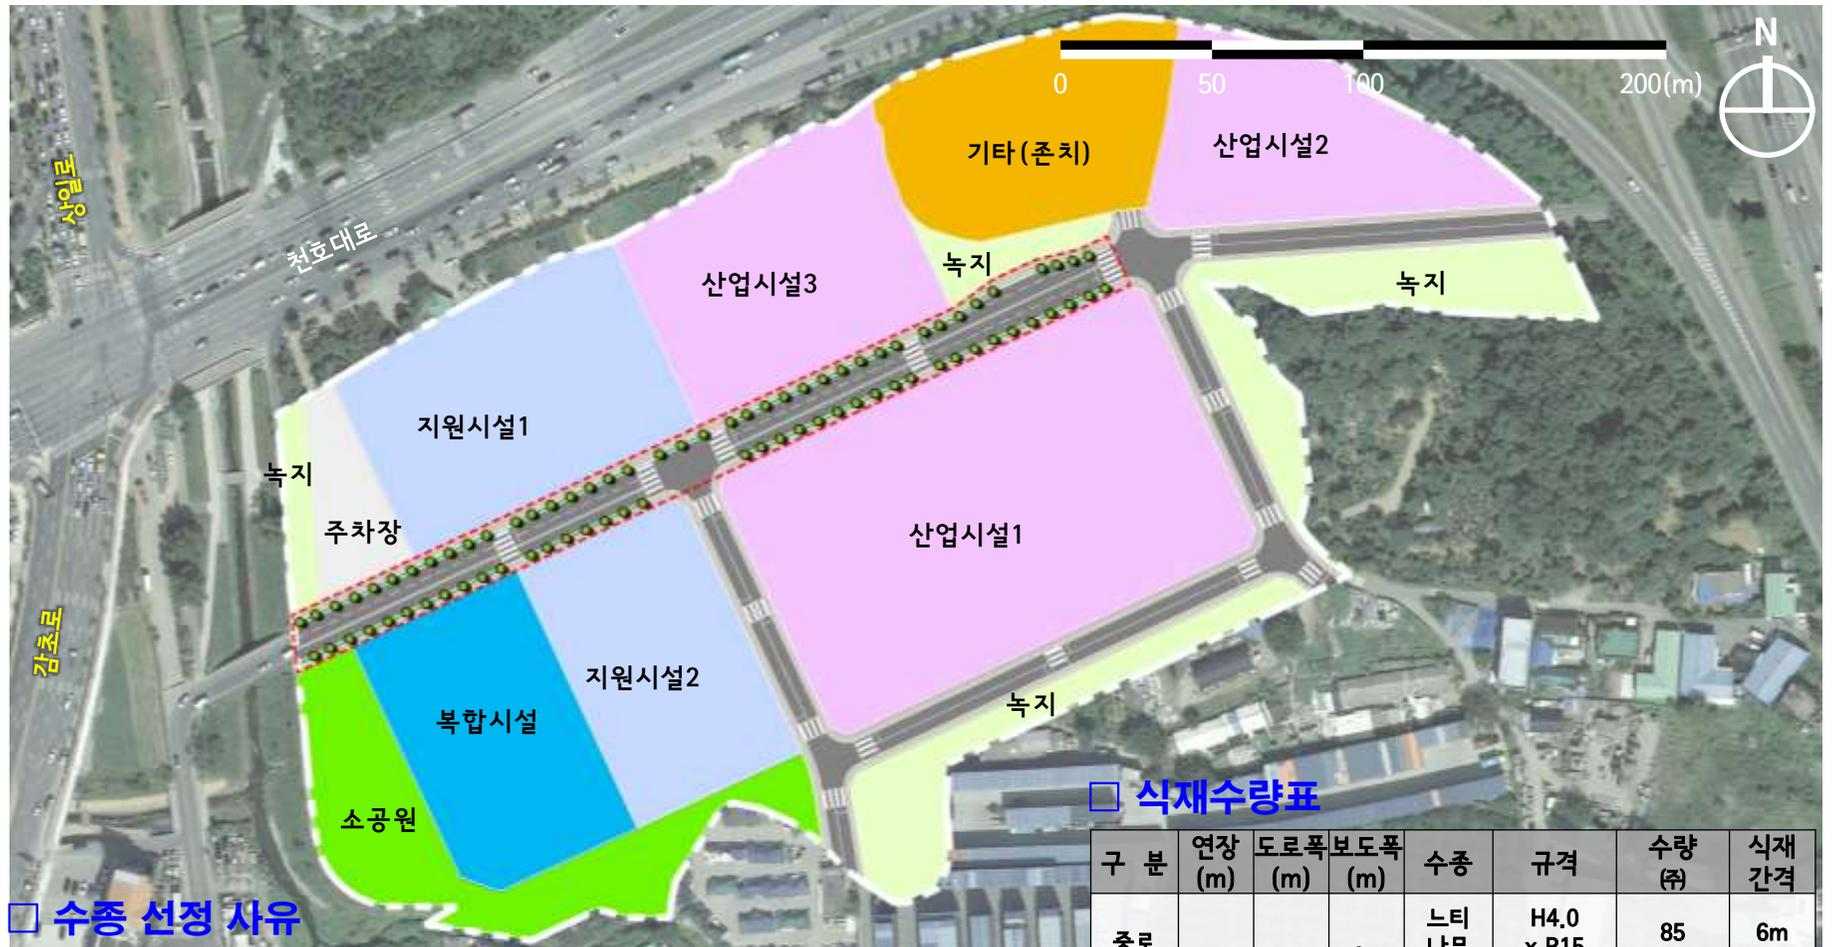 N
0 50 100 200(m)
기타(존치)
산업시설2
상일로
천호대로
녹지
산업시설3
녹지
지원시설1
녹지
주차장
산업시설1
감초로
지원시설2
녹지
복합시설
소공원
□ 식재수량표
구 분 연장 (m) 도로폭 (m) 보도폭 (m) 수종 규격 수량 (주) 식재 간격
중로 느티 H4.0 85 6m
나무 x R15
□ 수종 선정 사유